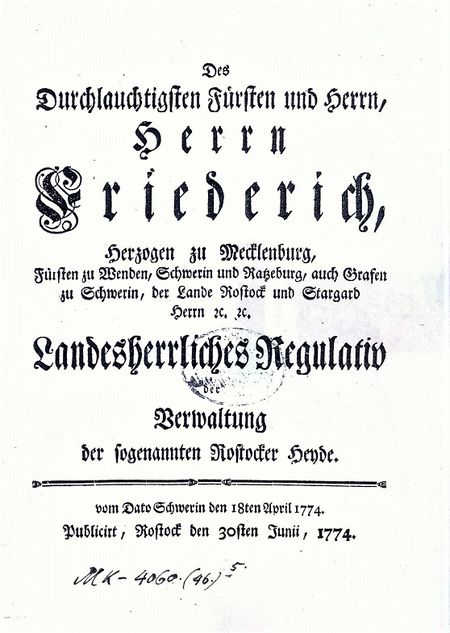 Des
Durchlauchtigsten Fürsten und Herrn,
Herrn
Friederich,
Herzogen zu Mecklenburg,
Fürsten zu Wenden, Schwerin und Ratzeburg, auch Grafen
zu Schwerin, der Lande Rostock und Stargard
Herrn ꝛc. ꝛc.
Landesherrliches Regulativ
der
Verwaltung
der sogenannten Rostocker Heyde.
vom Dato Schwerin den 18ten April 1774.
Publicirt, Rostock den 30sten Junii, 1774.
MK-4060.(96.)5.